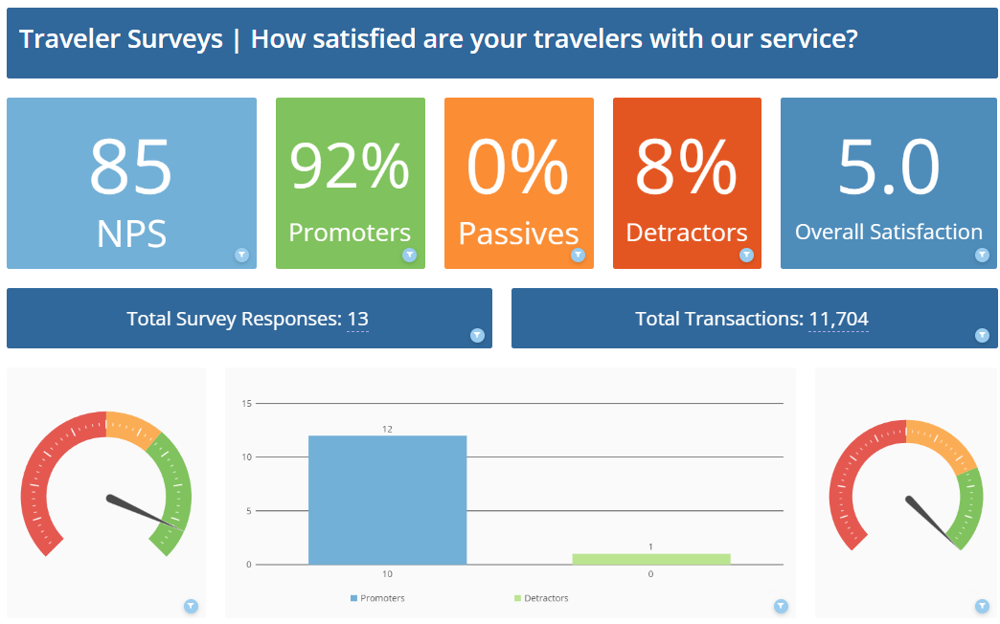 Traveler Surveys | How satisfied are your travelers with our service?
85
NPS
92%
Promoters
0%
Passives
8%
Detractors
5.0
Overall Satisfaction
Total Survey Responses: 13
Total Transactions: 11,704
15
10
5
0
12
1
10
0
Promoters
Detractors